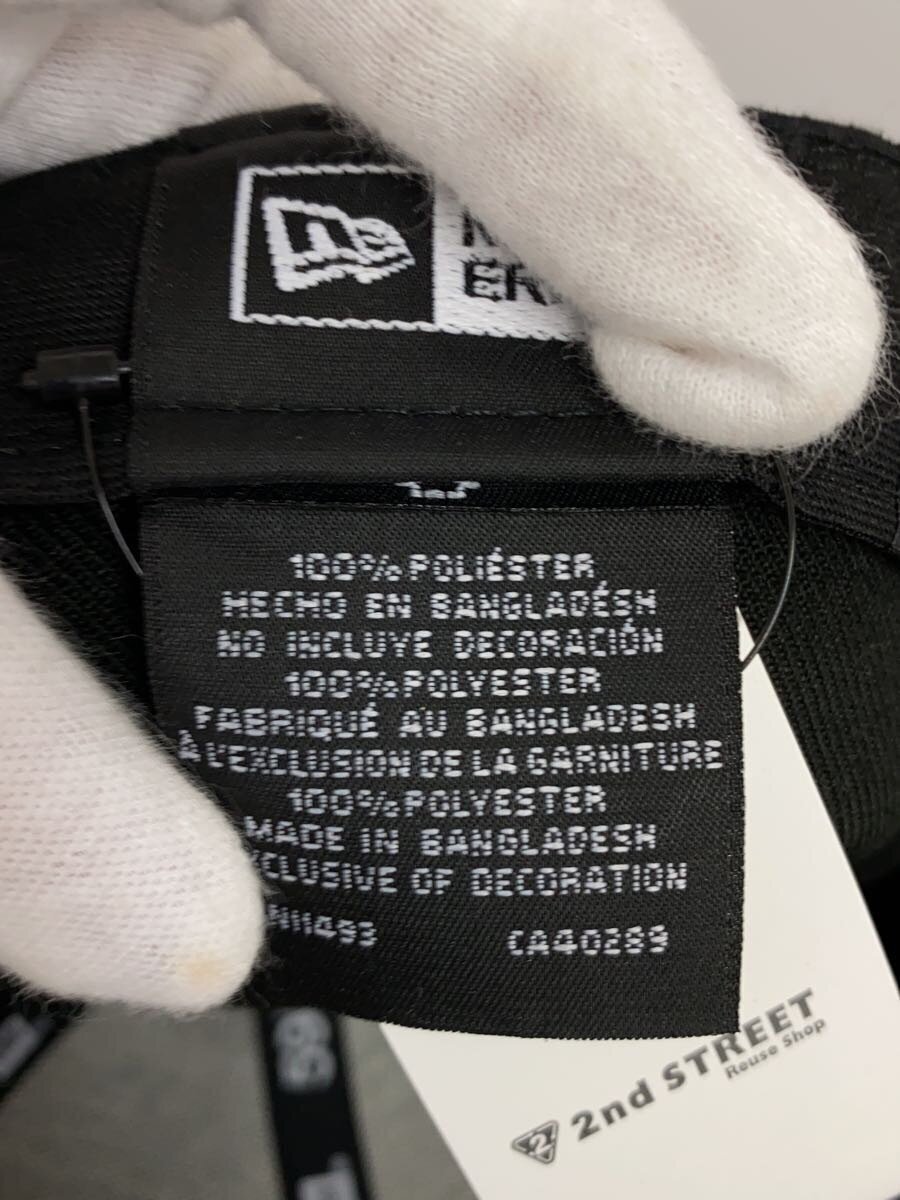 100% POLIÉSTER
HECHO EN BANGLADÉSH
NO INCLUYE DECORACIÓN
100% POLYESTER
FABRIQUÉ AU BANGLADESH
À L'EXCLUSION DE LA GARNITURE
100% POLYESTER
MADE IN BANGLADESH
OF DECORATION
CA40289
2nd STREET
Reuse Shop
59